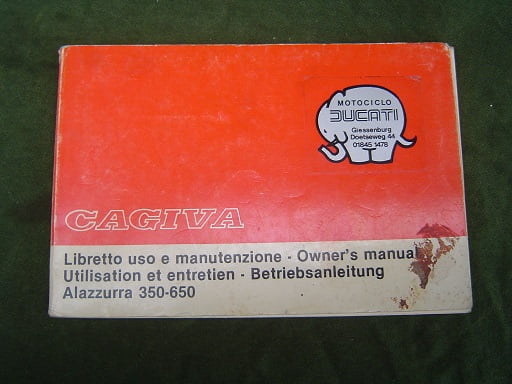 MOTOCICLO
DUCATI
Giessenburg
Doetseweg 44
01845 1478
CAGIVA
Libretto uso e manutenzione - Owner's manual
Utilisation et entretien - Betriebsanleitung
Alazzurra 350-650